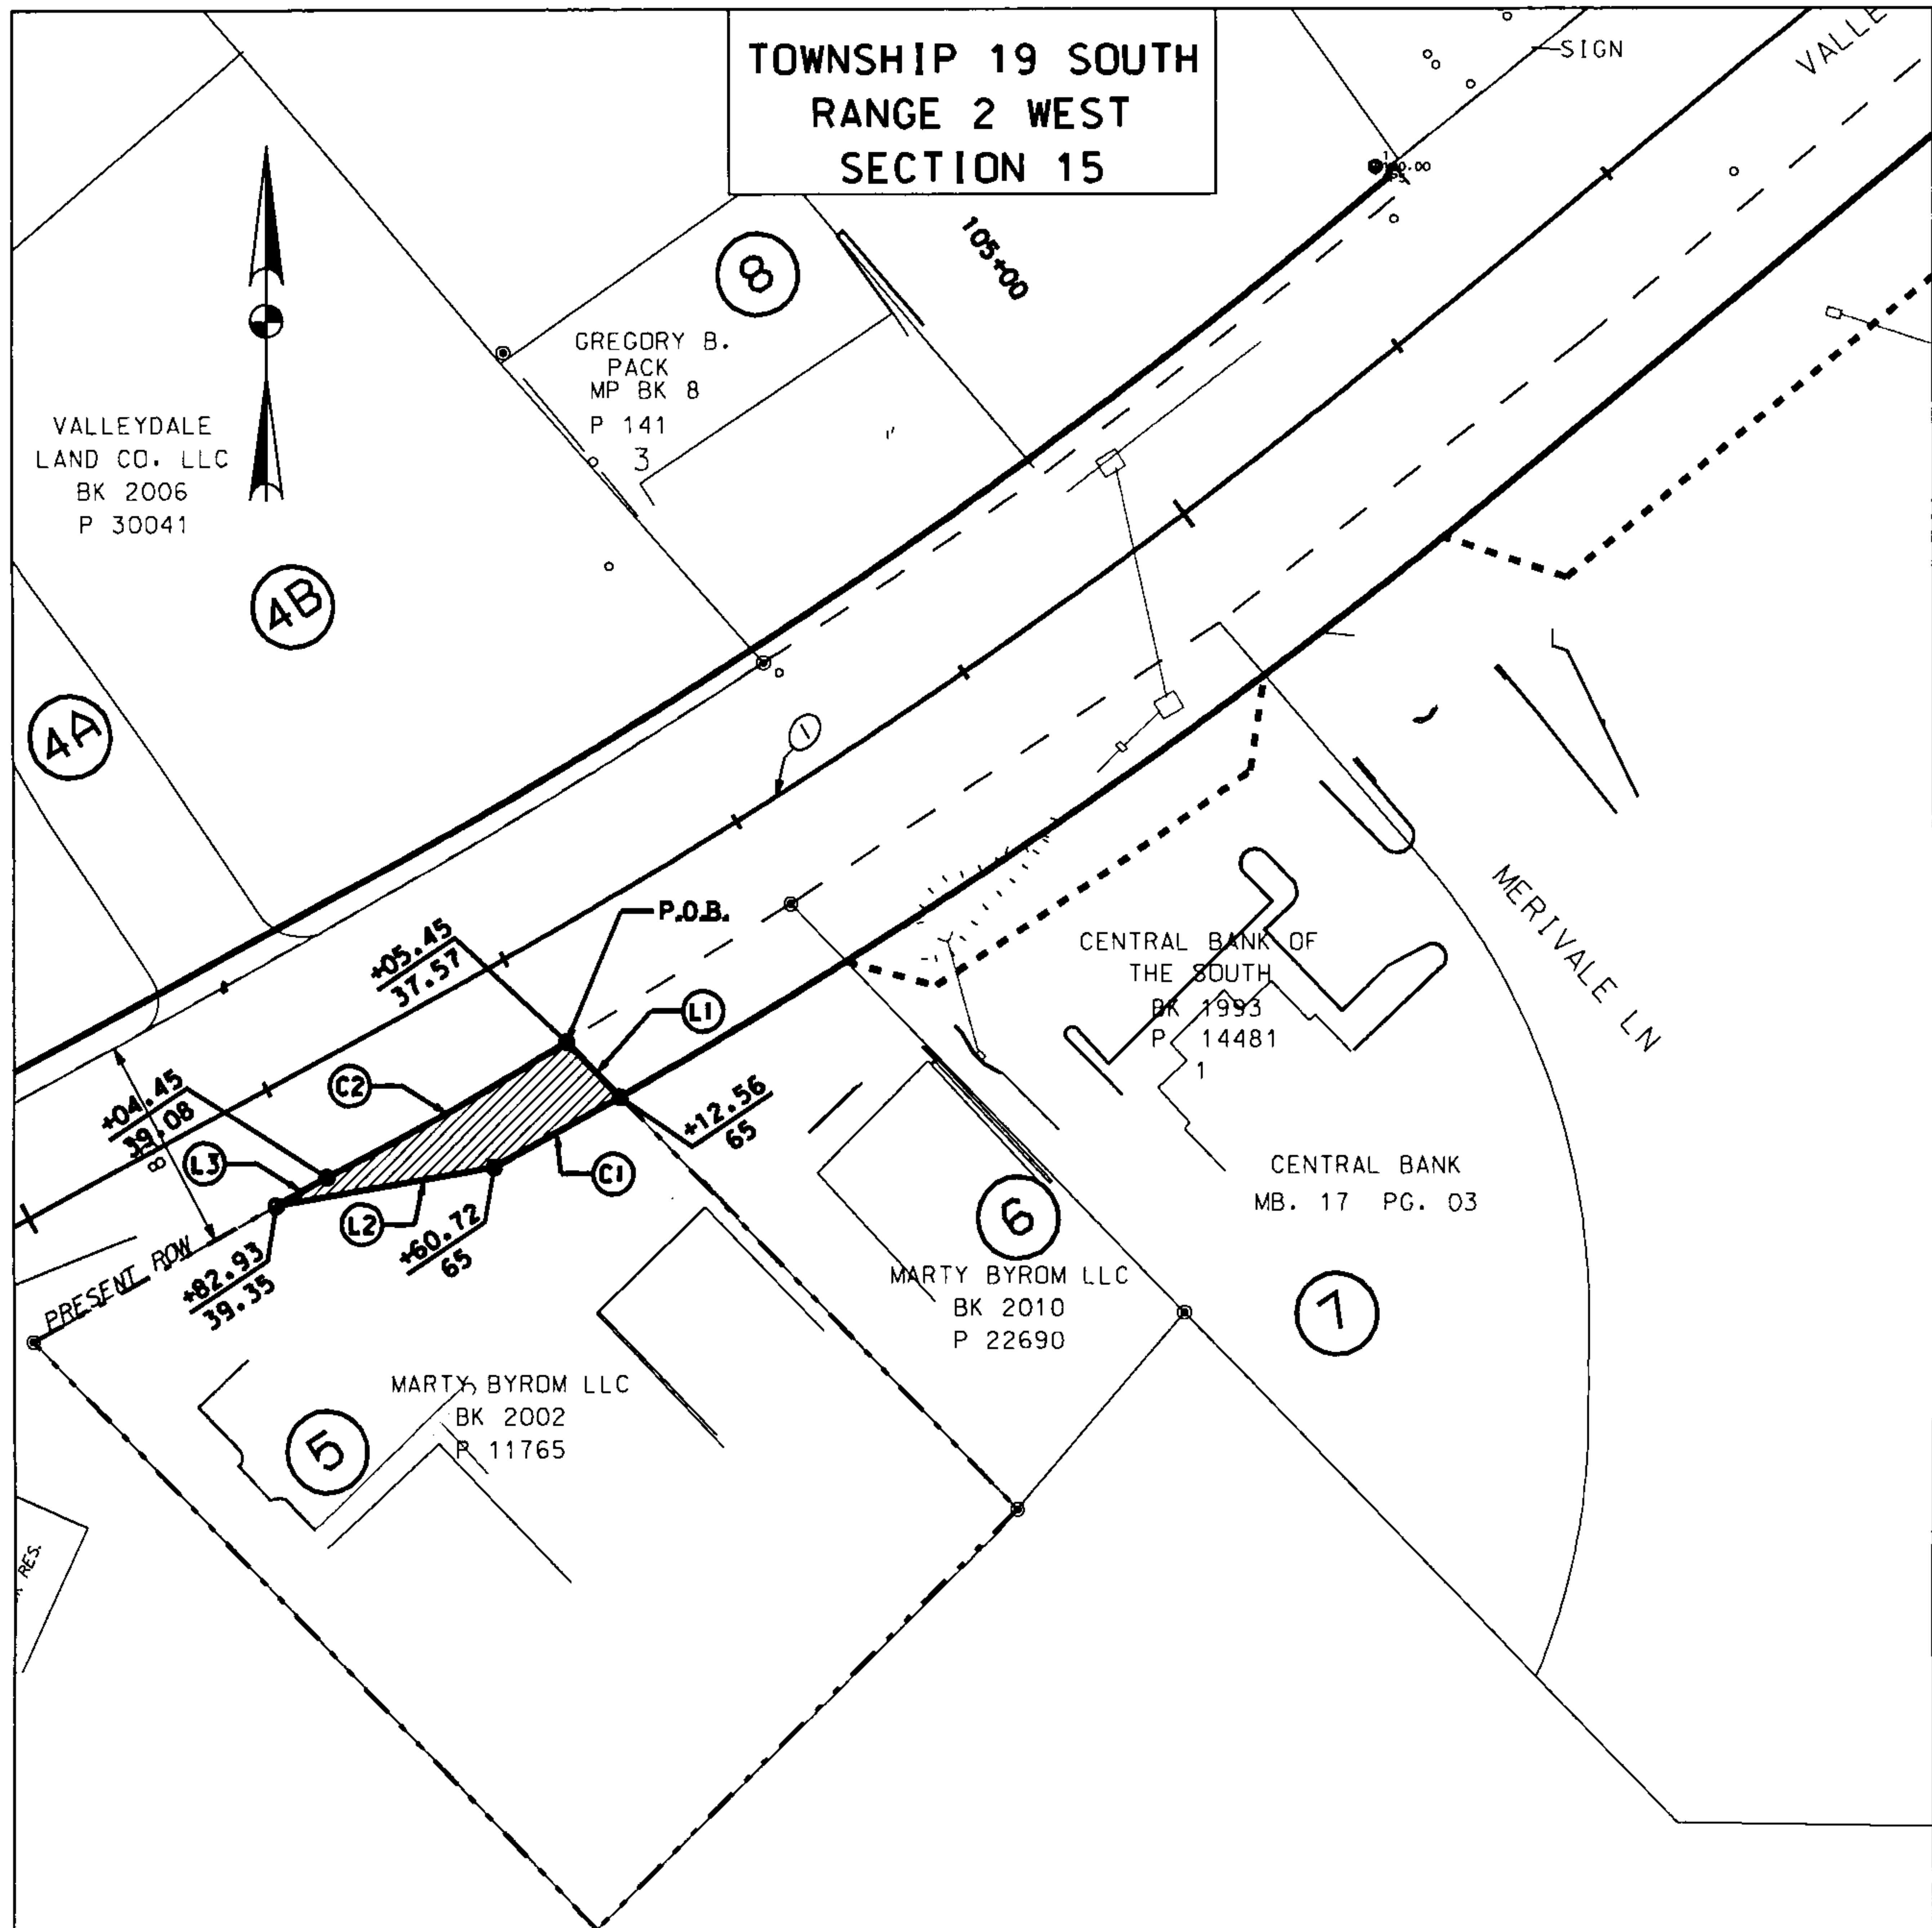 TOWNSHIP 19 SOUTH
RANGE 2 WEST
SECTION 15
SIGN
105+00
8
GREGORY B.
PACK
MP BK 8
P 141
3
VALLEYDALE
LAND CO. LLC
BK 2006
P 30041
4B
4A
1
P.O.B.
+05.45
37.57
L1
C2
+04.45
39.08
L3
80
+12.56
65
C1
L2
+60.72
65
+82.93
39.35
PRESENT ROW
CENTRAL BANK OF
THE SOUTH
BK 1993
P 14481
1
MERIVALE LN
CENTRAL BANK
MB. 17 PG. 03
6
MARTY BYROM LLC
BK 2010
P 22690
7
MARTY BYROM LLC
BK 2002
P 11765
5
RES.